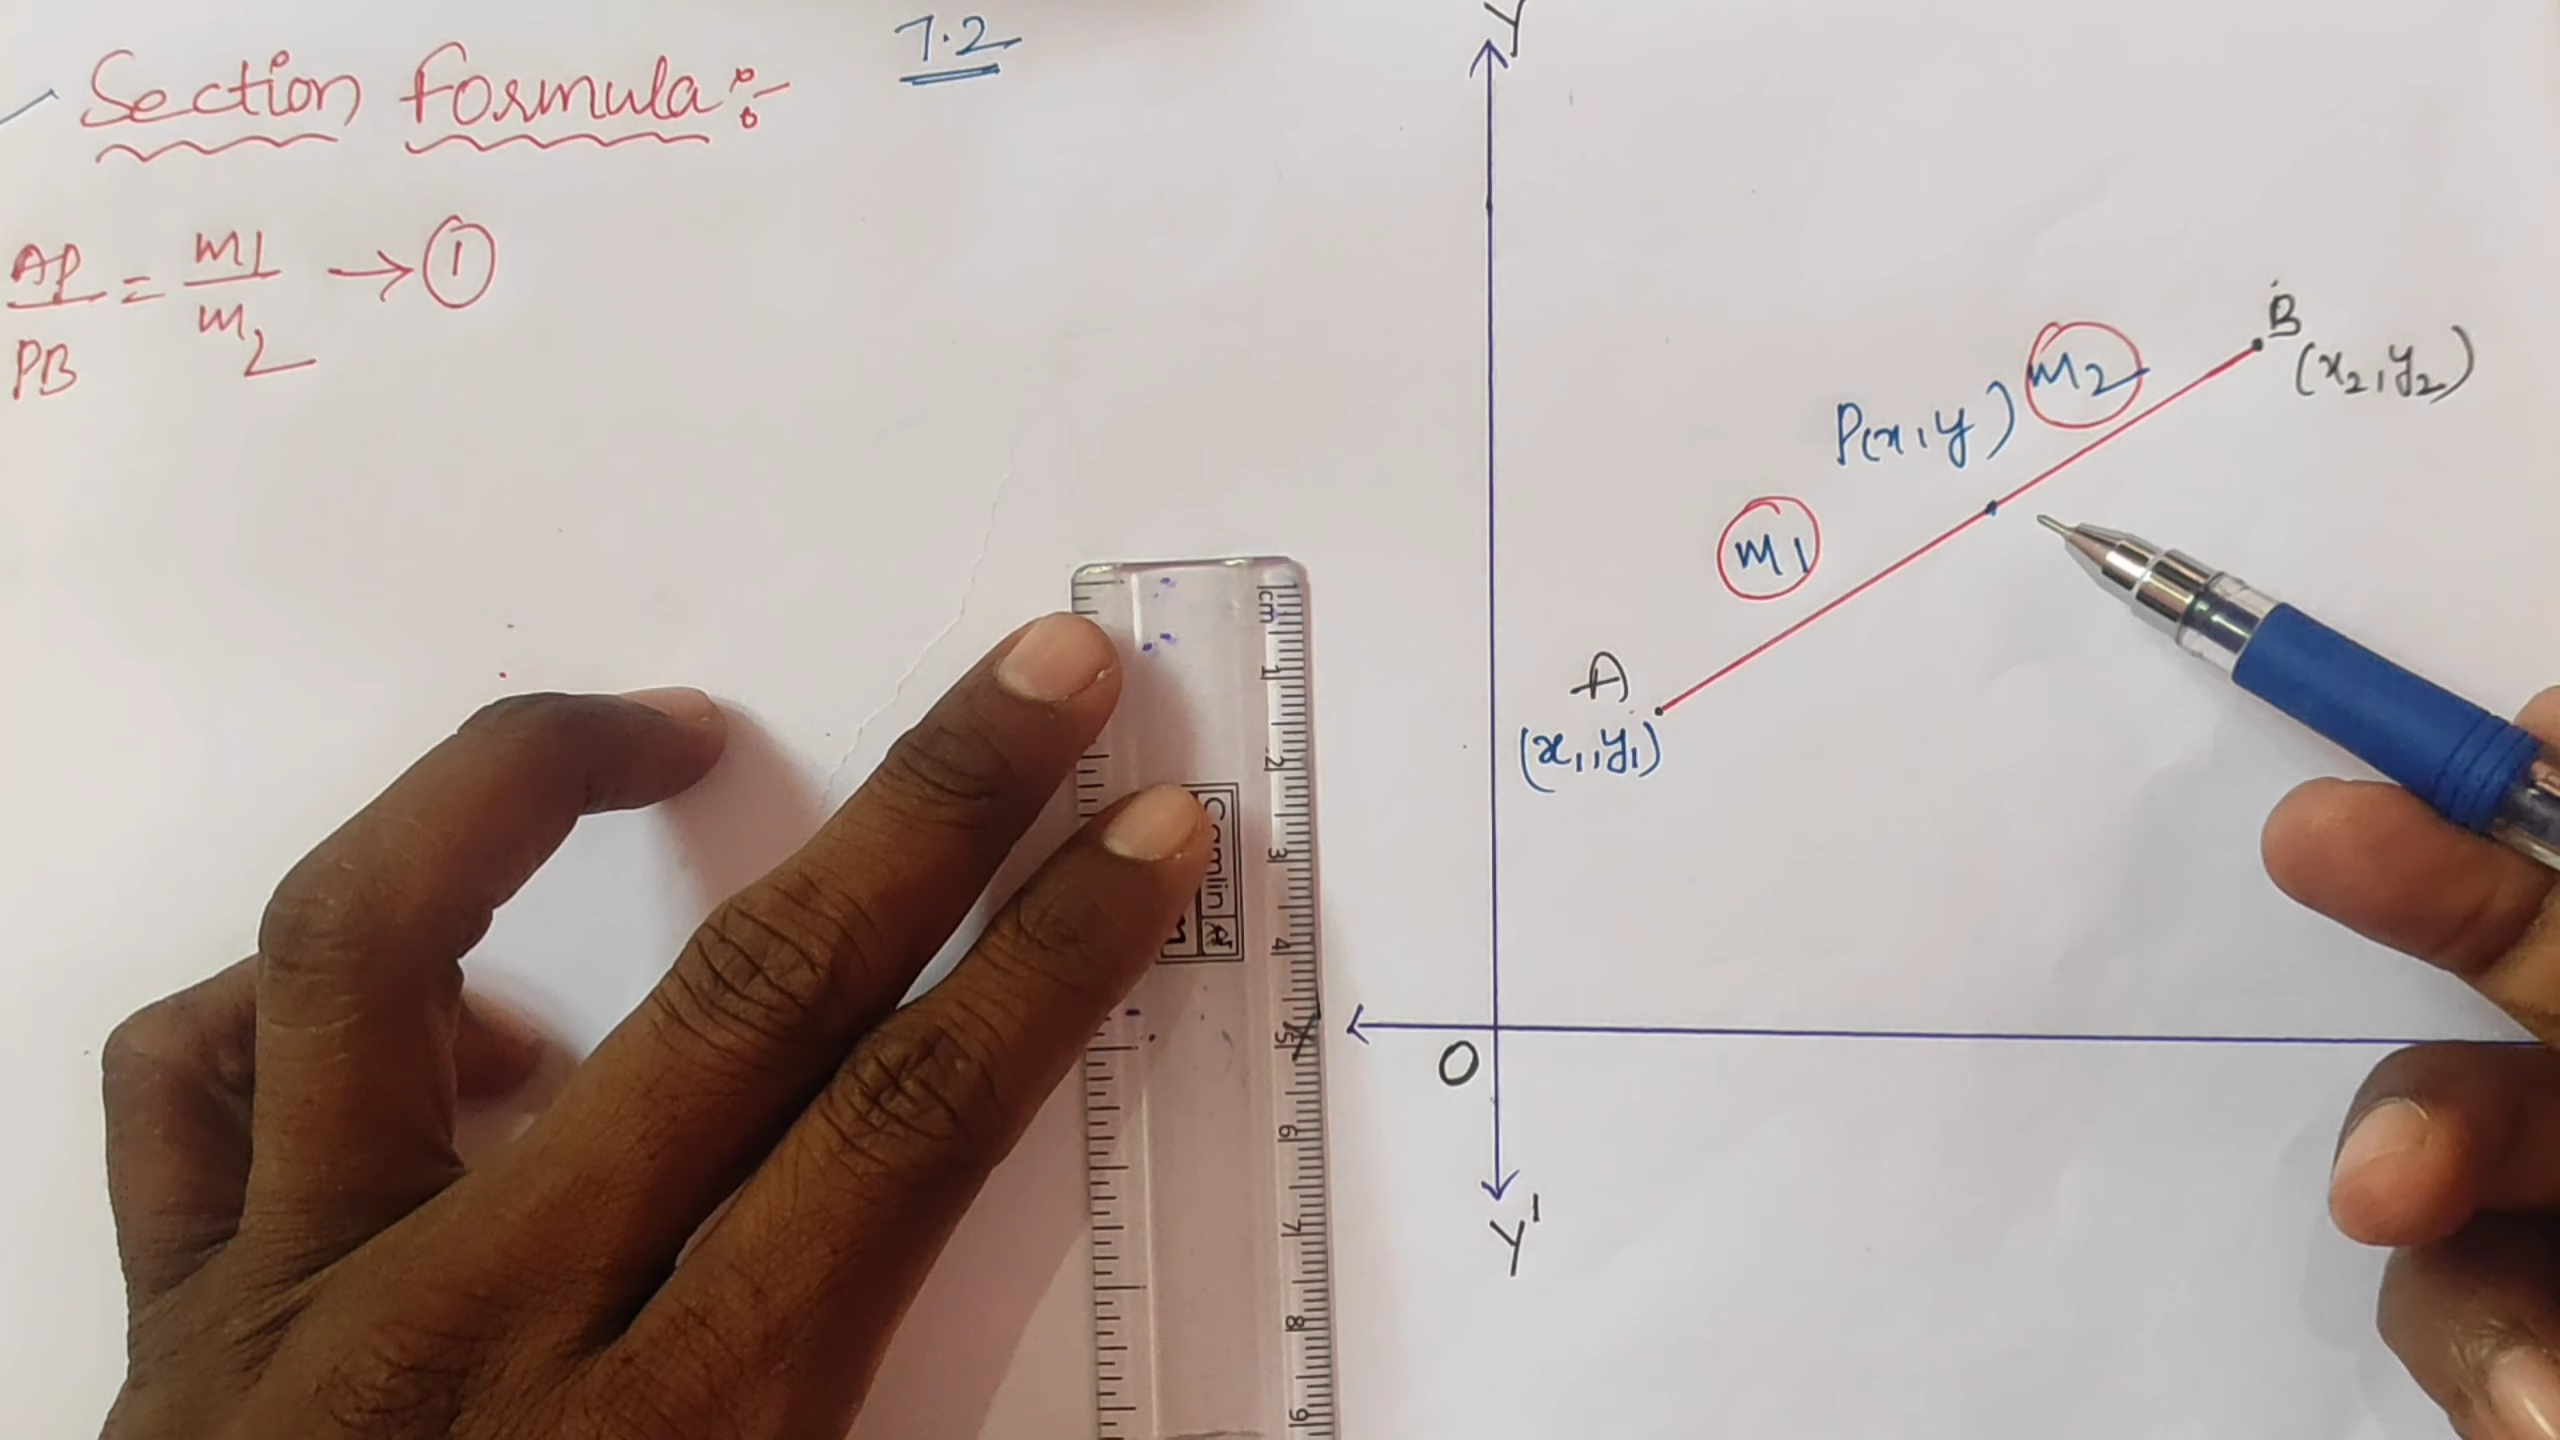 7.2
Section formula:-
AP/PB = m1/m2 → ①
Y
B
(x2, y2)
m2
P(x, y)
m1
A
(x1, y1)
O
Y'
cm
1
2
3
4
5
6
7
8
9
Camlin